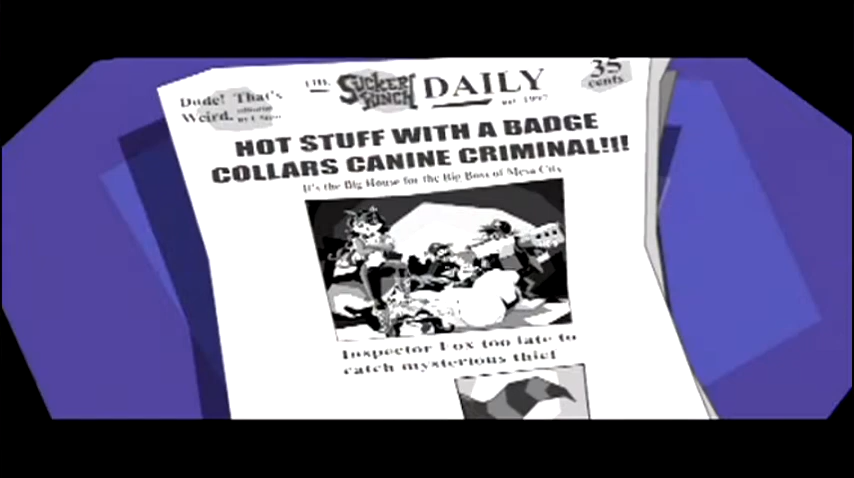 THE
SUCKER PUNCH
DAILY
35
cents
Dude! That's
Weird.
HOT STUFF WITH A BADGE
COLLARS CANINE CRIMINAL!!!
It's the Big House for the Big Boss of Mesa City
Inspector Fox too late to
catch mysterious thief